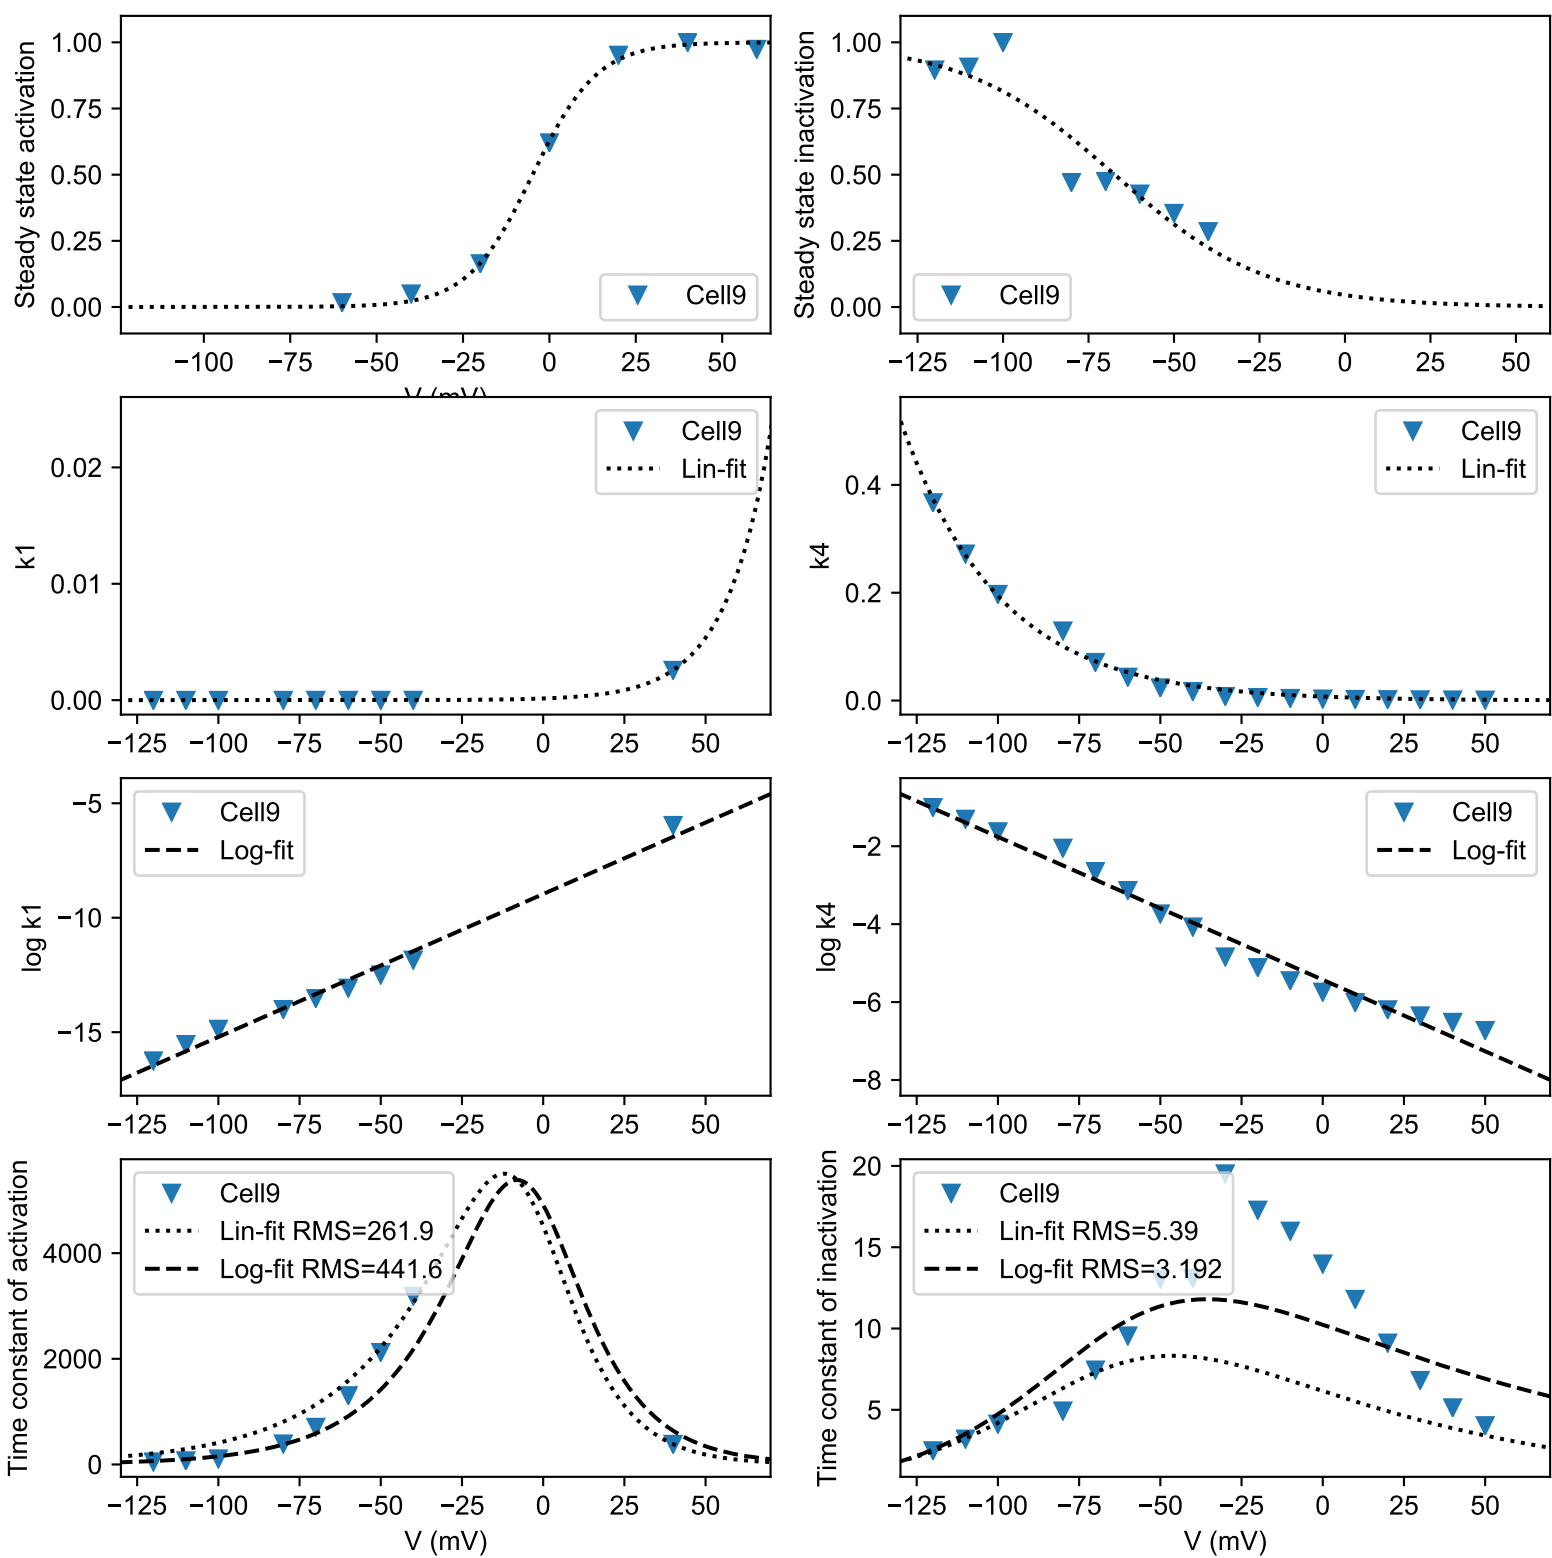 Steady state activation
1.00
0.75
0.50
0.25
0.00
Cell9
−100 −75 −50 −25 0 25 50
V (mV)
Steady state inactivation
1.00
0.75
0.50
0.25
0.00
Cell9
−125 −100 −75 −50 −25 0 25 50
k1
0.02
0.01
0.00
Cell9
Lin-fit
−125 −100 −75 −50 −25 0 25 50
k4
0.4
0.2
0.0
Cell9
Lin-fit
−125 −100 −75 −50 −25 0 25 50
log k1
−5
−10
−15
Cell9
Log-fit
−125 −100 −75 −50 −25 0 25 50
log k4
−2
−4
−6
−8
Cell9
Log-fit
−125 −100 −75 −50 −25 0 25 50
Time constant of activation
4000
2000
0
Cell9
Lin-fit RMS=261.9
Log-fit RMS=441.6
−125 −100 −75 −50 −25 0 25 50
V (mV)
Time constant of inactivation
20
15
10
5
Cell9
Lin-fit RMS=5.39
Log-fit RMS=3.192
−125 −100 −75 −50 −25 0 25 50
V (mV)